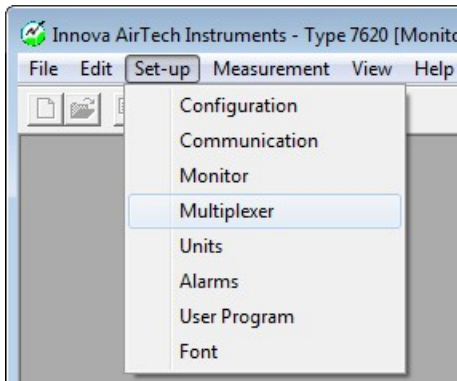 Innova AirTech Instruments - Type 7620 [Monito
File Edit Set-up Measurement View Help
Configuration
Communication
Monitor
Multiplexer
Units
Alarms
User Program
Font